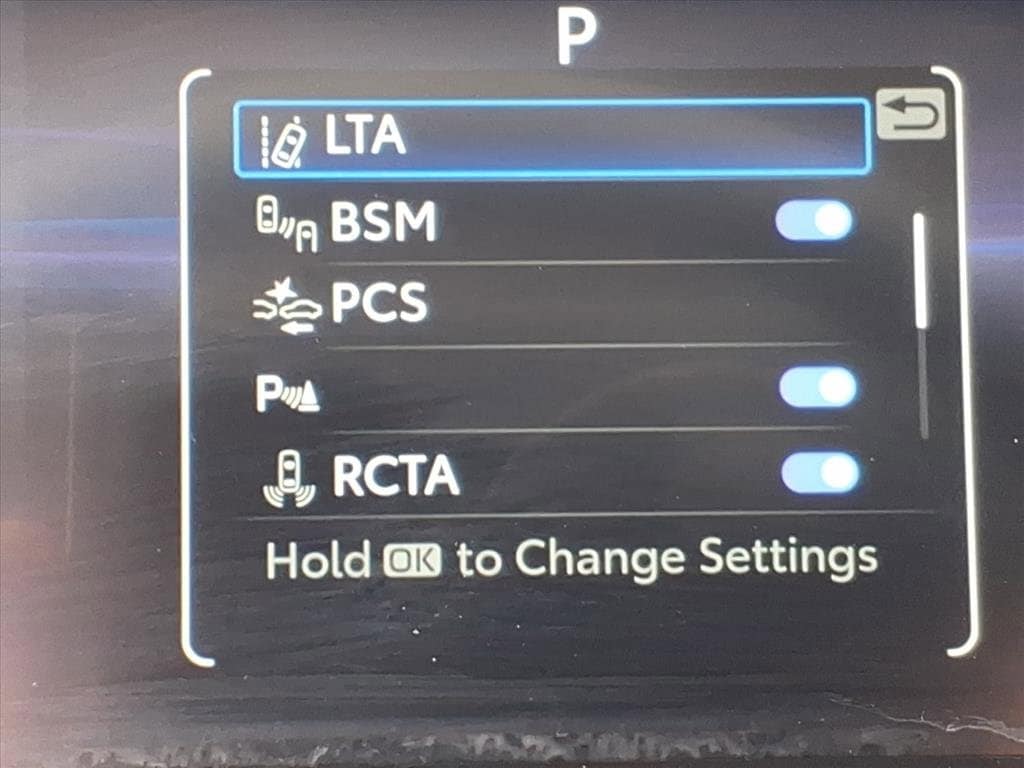 P
LTA
BSM
PCS
P
RCTA
Hold OK to Change Settings